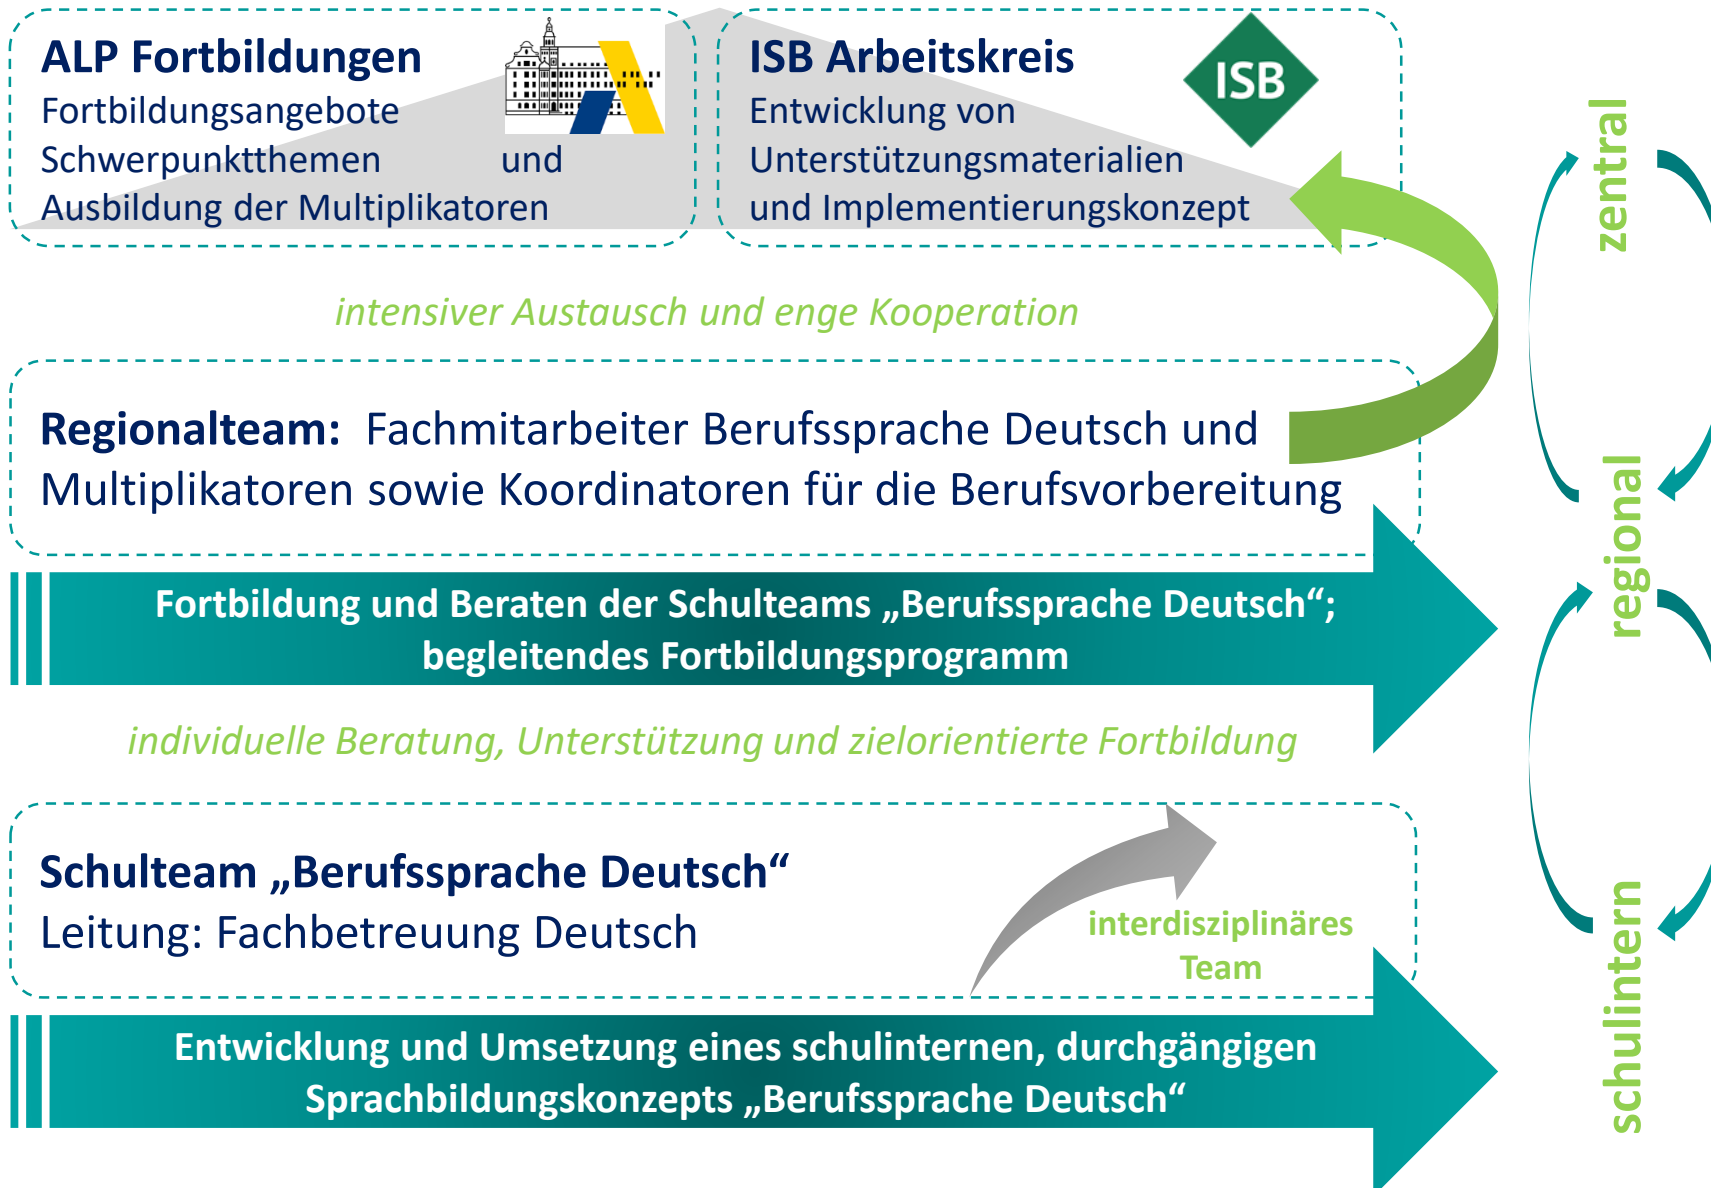 ALP Fortbildungen
Fortbildungsangebote
Schwerpunktthemen und
Ausbildung der Multiplikatoren
ISB Arbeitskreis
Entwicklung von
Unterstützungsmaterialien
und Implementierungskonzept
ISB
zentral
intensiver Austausch und enge Kooperation
Regionalteam: Fachmitarbeiter Berufssprache Deutsch und
Multiplikatoren sowie Koordinatoren für die Berufsvorbereitung
regional
Fortbildung und Beraten der Schulteams „Berufssprache Deutsch“;
begleitendes Fortbildungsprogramm
individuelle Beratung, Unterstützung und zielorientierte Fortbildung
Schulteam „Berufssprache Deutsch“
Leitung: Fachbetreuung Deutsch
interdisziplinäres
Team
schulintern
Entwicklung und Umsetzung eines schulinternen, durchgängigen
Sprachbildungskonzepts „Berufssprache Deutsch“